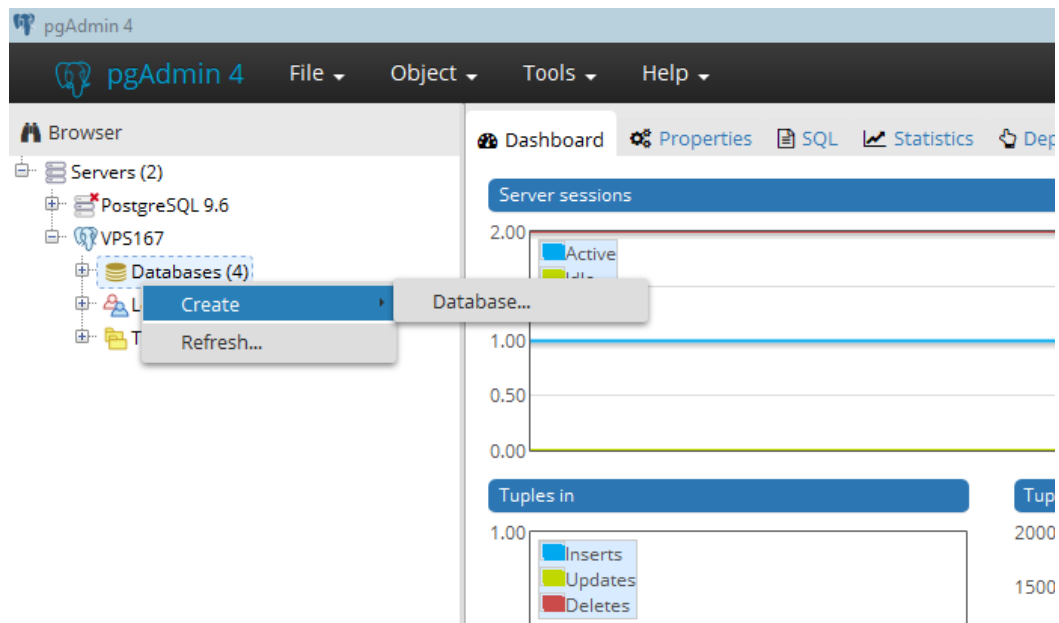 pgAdmin 4
pgAdmin 4 File Object Tools Help
Browser
Dashboard Properties SQL Statistics
Servers (2)
PostgreSQL 9.6
VPS167
Databases (4)
Create
Database...
Refresh...
Server sessions
2.00
Active
1.00
0.50
0.00
Tuples in
1.00
Inserts
Updates
Deletes
2000
1500